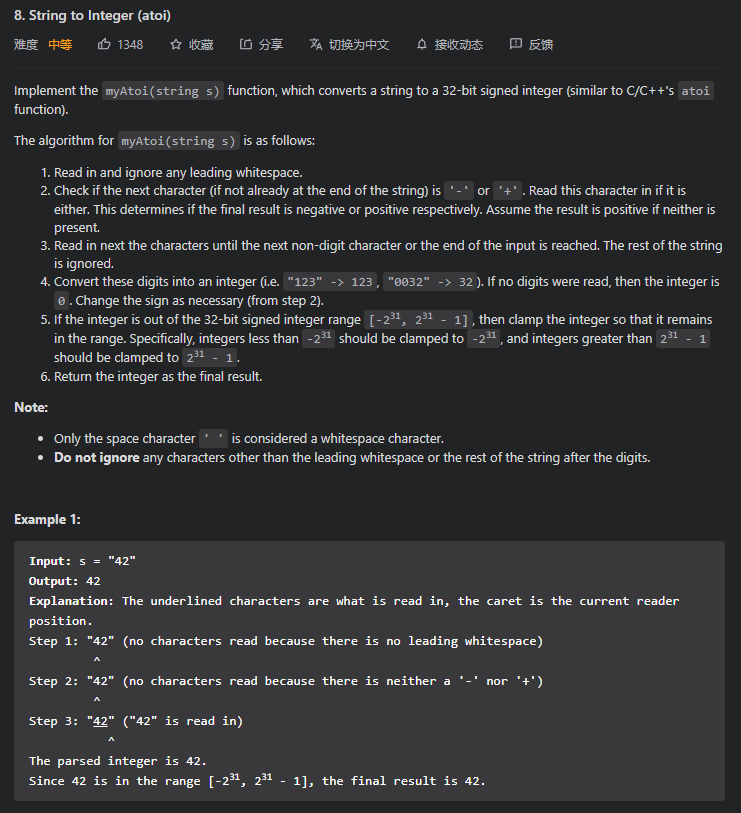 8. String to Integer (atoi)
难度 中等 1348 收藏 分享 切换为中文 接收动态 反馈
Implement the myAtoi(string s) function, which converts a string to a 32-bit signed integer (similar to C/C++'s atoi
function).
The algorithm for myAtoi(string s) is as follows:
1. Read in and ignore any leading whitespace.
2. Check if the next character (if not already at the end of the string) is '-' or '+'. Read this character in if it is
either. This determines if the final result is negative or positive respectively. Assume the result is positive if neither is
present.
3. Read in next the characters until the next non-digit character or the end of the input is reached. The rest of the string
is ignored.
4. Convert these digits into an integer (i.e. "123" -> 123, "0032" -> 32). If no digits were read, then the integer is
0. Change the sign as necessary (from step 2).
5. If the integer is out of the 32-bit signed integer range [-2³¹, 2³¹ - 1], then clamp the integer so that it remains
in the range. Specifically, integers less than -2³¹ should be clamped to -2³¹, and integers greater than 2³¹ - 1
should be clamped to 2³¹ - 1.
6. Return the integer as the final result.
Note:
• Only the space character ' ' is considered a whitespace character.
• Do not ignore any characters other than the leading whitespace or the rest of the string after the digits.
Example 1:
Input: s = "42"
Output: 42
Explanation: The underlined characters are what is read in, the caret is the current reader
position.
Step 1: "42" (no characters read because there is no leading whitespace)
^
Step 2: "42" (no characters read because there is neither a '-' nor '+')
^
Step 3: "42" ("42" is read in)
^
The parsed integer is 42.
Since 42 is in the range [-2³¹, 2³¹ - 1], the final result is 42.